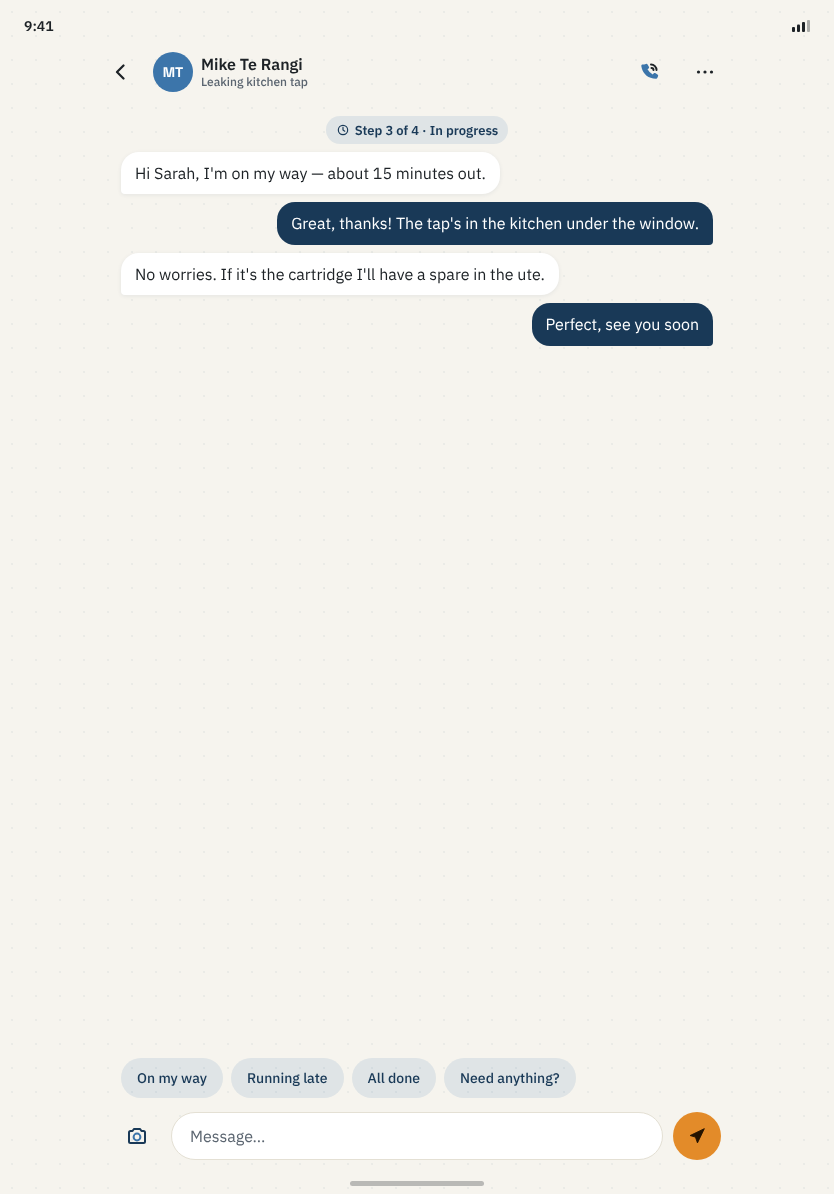 9:41
MT
Mike Te Rangi
Leaking kitchen tap
Step 3 of 4 · In progress
Hi Sarah, I'm on my way — about 15 minutes out.
Great, thanks! The tap's in the kitchen under the window.
No worries. If it's the cartridge I'll have a spare in the ute.
Perfect, see you soon
On my way
Running late
All done
Need anything?
Message...